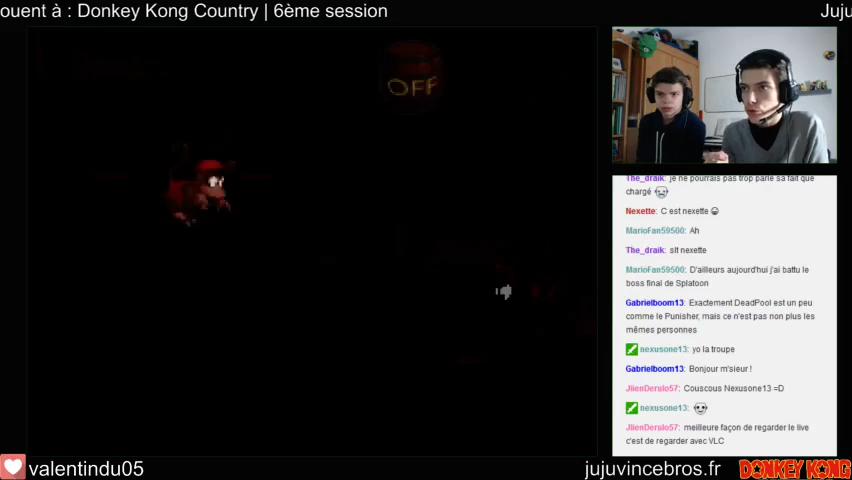 ouent à : Donkey Kong Country | 6ème session
Juju
OFF
The_draik: je ne pourrais pas trop parle sa fait que
chargé
Nexette: C est nexette
MarioFan59500: Ah
The_draik: slt nexette
MarioFan59500: D'ailleurs aujourd'hui j'ai battu le
boss final de Splatoon
Gabrielboom13: Exactement DeadPool est un peu
comme le Punisher, mais ce n'est pas non plus les
mêmes personnes
nexusone13: yo la troupe
Gabrielboom13: Bonjour m'sieur !
JlienDerulo57: Couscous Nexusone13 =D
nexusone13:
JlienDerulo57: meilleure façon de regarder le live
c'est de regarder avec VLC
valentindu05
jujuvincebros.fr
DONKEY KONG